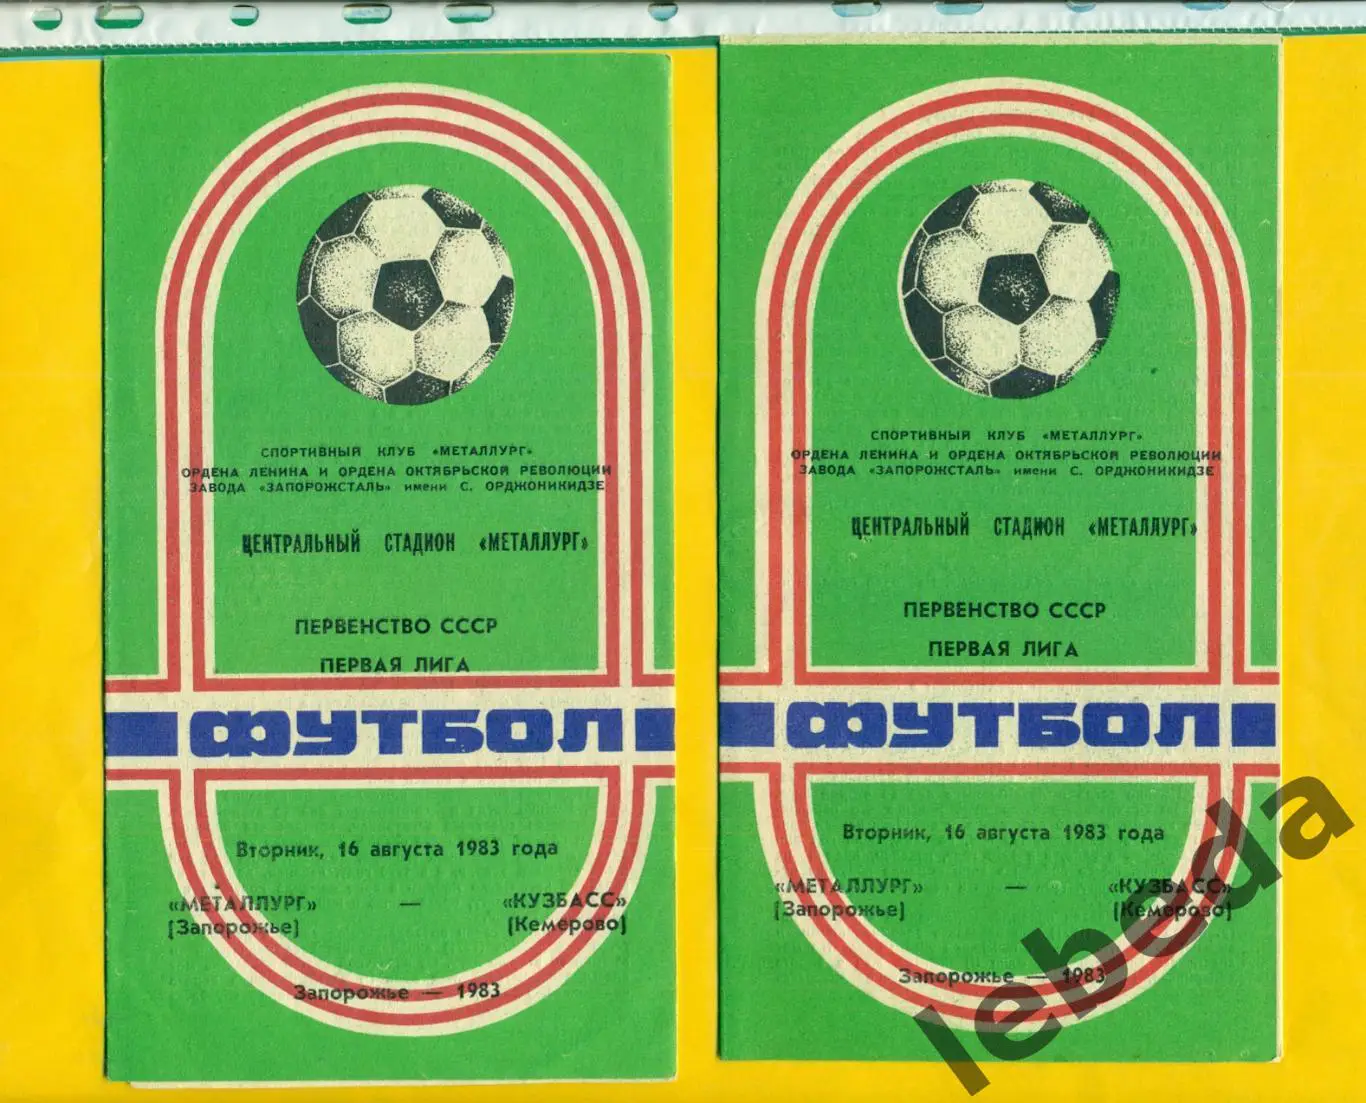 СПОРТИВНЫЙ КЛУБ «МЕТАЛЛУРГ»
ОРДЕНА ЛЕНИНА И ОРДЕНА ОКТЯБРЬСКОЙ РЕВОЛЮЦИИ
ЗАВОДА «ЗАПОРОЖСТАЛЬ» имени С. ОРДЖОНИКИДЗЕ
ЦЕНТРАЛЬНЫЙ СТАДИОН «МЕТАЛЛУРГ»
ПЕРВЕНСТВО СССР
ПЕРВАЯ ЛИГА
ФУТБОЛ
Вторник, 16 августа 1983 года
«МЕТАЛЛУРГ» — «КУЗБАСС»
[Запорожье] [Кемерово]
Запорожье — 1983
СПОРТИВНЫЙ КЛУБ «МЕТАЛЛУРГ»
ОРДЕНА ЛЕНИНА И ОРДЕНА ОКТЯБРЬСКОЙ РЕВОЛЮЦИИ
ЗАВОДА «ЗАПОРОЖСТАЛЬ» имени С. ОРДЖОНИКИДЗЕ
ЦЕНТРАЛЬНЫЙ СТАДИОН «МЕТАЛЛУРГ»
ПЕРВЕНСТВО СССР
ПЕРВАЯ ЛИГА
ФУТБОЛ
Вторник, 16 августа 1983 года
«МЕТАЛЛУРГ» — «КУЗБАСС»
[Запорожье] [Кемерово]
Запорожье — 1983
lebeda